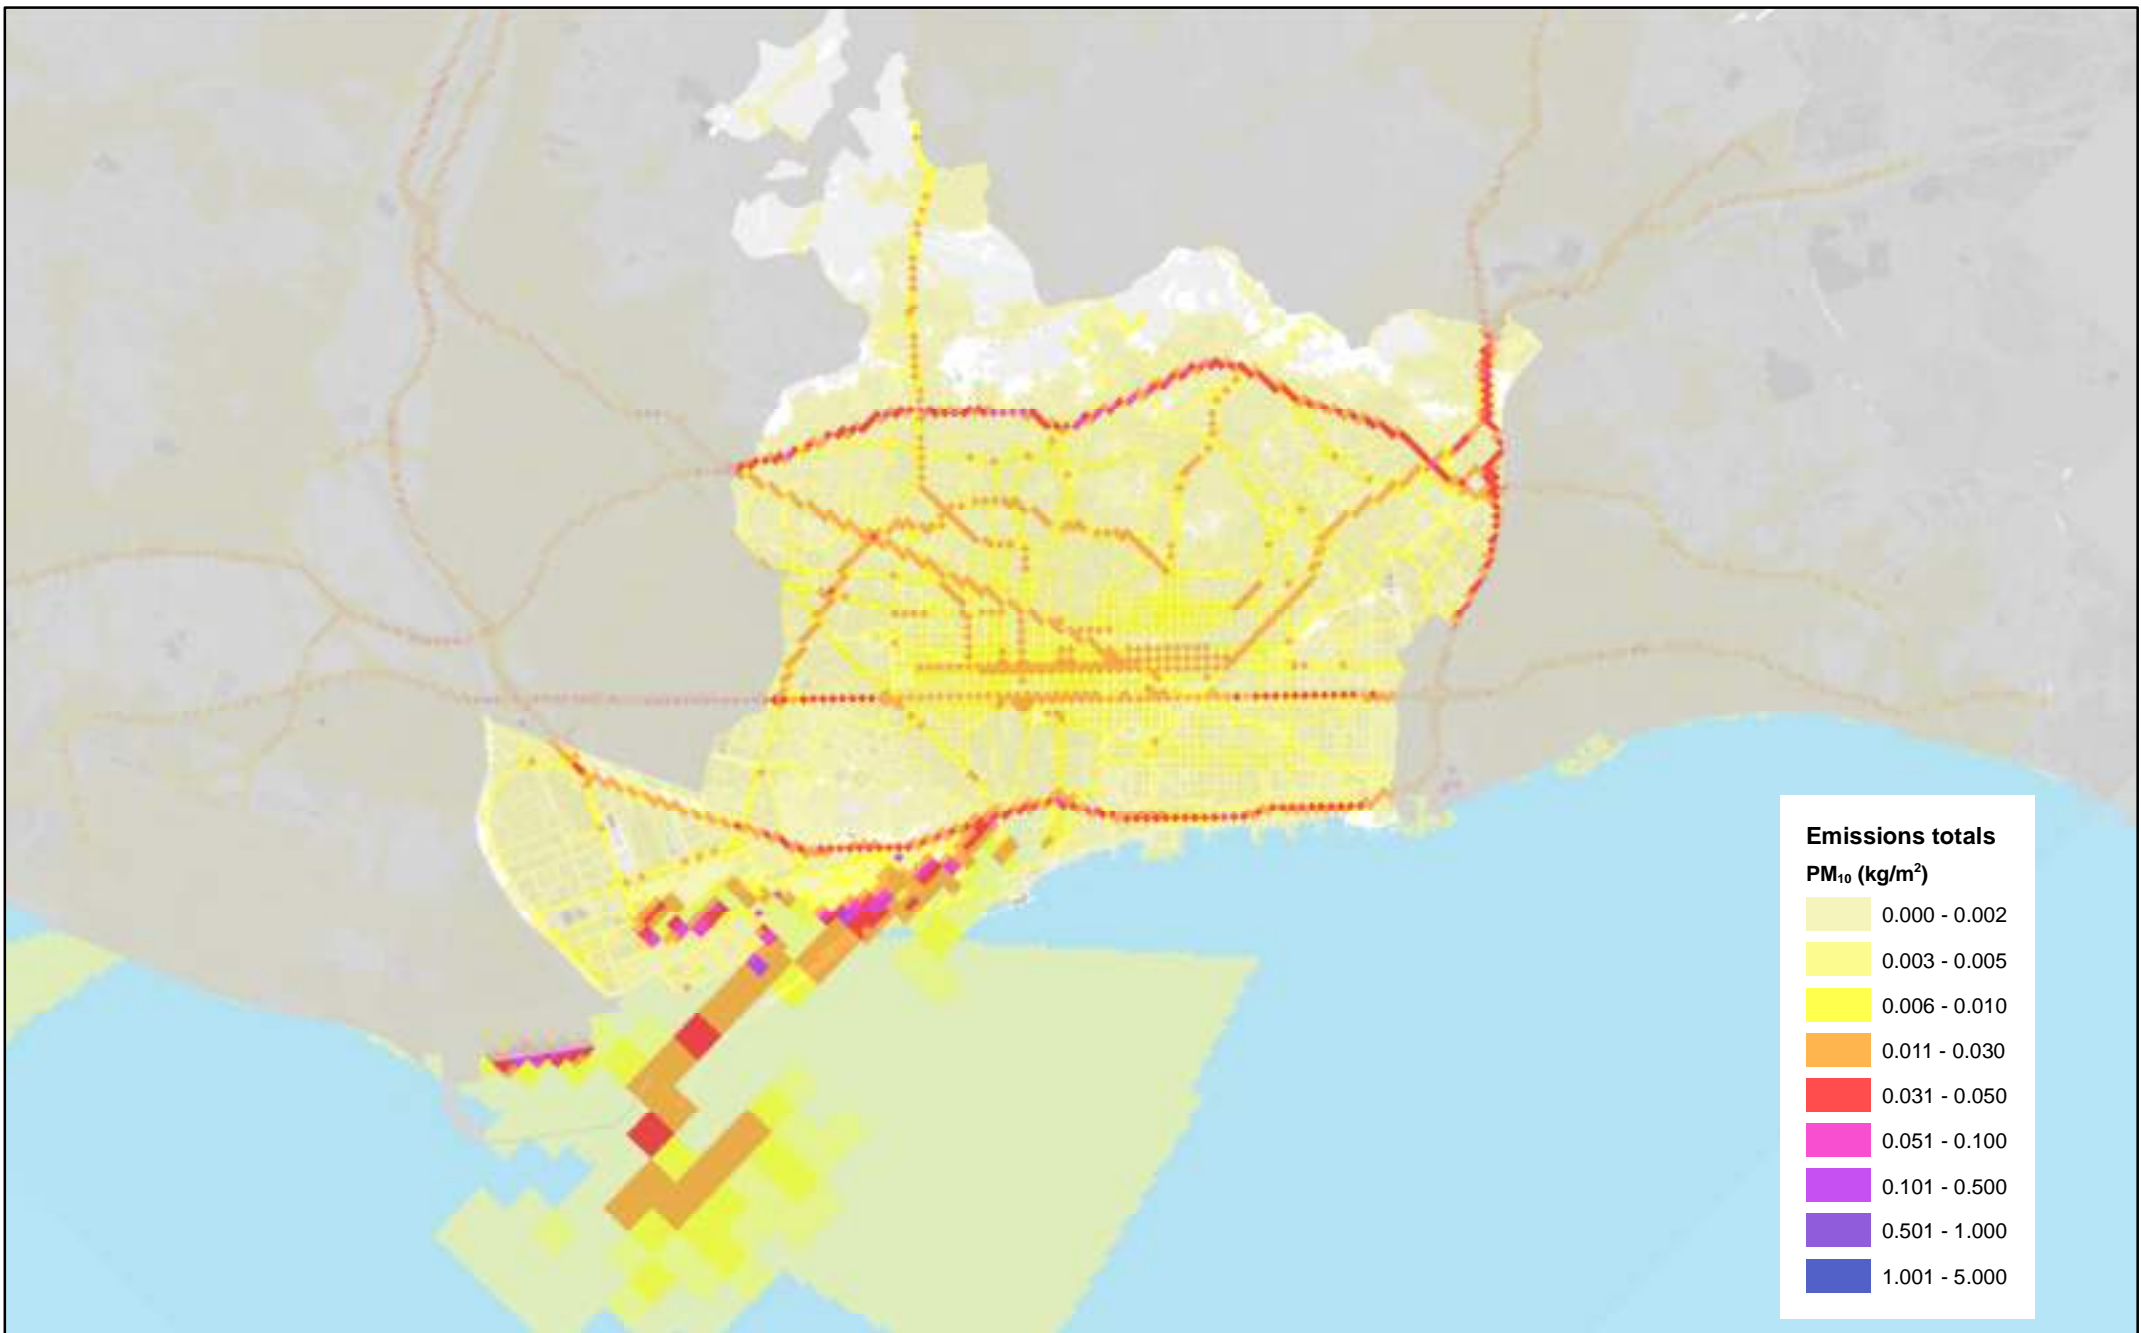 Emissions totals
PM₁₀ (kg/m²)
0.000 - 0.002
0.003 - 0.005
0.006 - 0.010
0.011 - 0.030
0.031 - 0.050
0.051 - 0.100
0.101 - 0.500
0.501 - 1.000
1.001 - 5.000